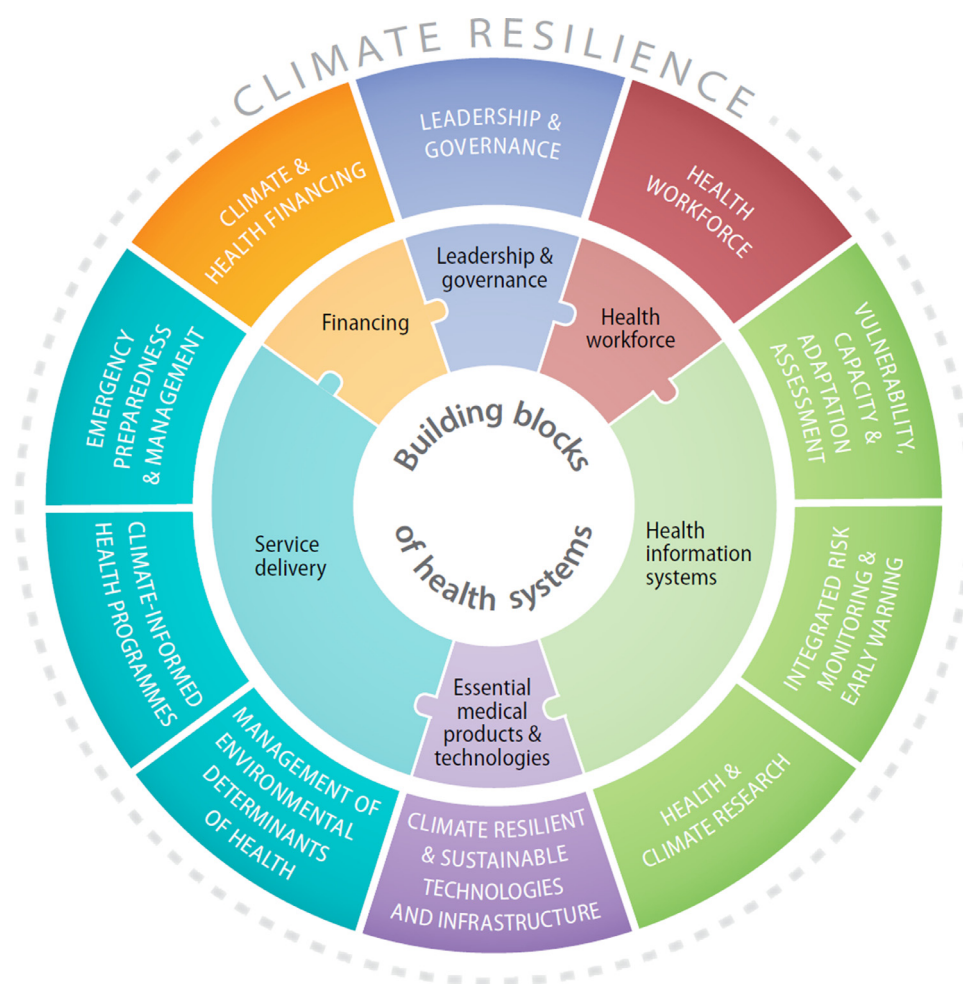 CLIMATE RESILIENCE
LEADERSHIP &
GOVERNANCE
HEALTH
WORKFORCE
VULNERABILITY,
CAPACITY &
ADAPTATION
ASSESSMENT
INTEGRATED RISK
MONITORING &
EARLY WARNING
HEALTH &
CLIMATE RESEARCH
CLIMATE RESILIENT
& SUSTAINABLE
TECHNOLOGIES
AND INFRASTRUCTURE
MANAGEMENT OF
ENVIRONMENTAL
DETERMINANTS
OF HEALTH
CLIMATE-INFORMED
HEALTH PROGRAMMES
EMERGENCY
PREPAREDNESS
& MANAGEMENT
CLIMATE &
HEALTH FINANCING
Leadership &
governance
Health
workforce
Health
information
systems
Essential
medical
products &
technologies
Service
delivery
Financing
Building blocks
of health systems